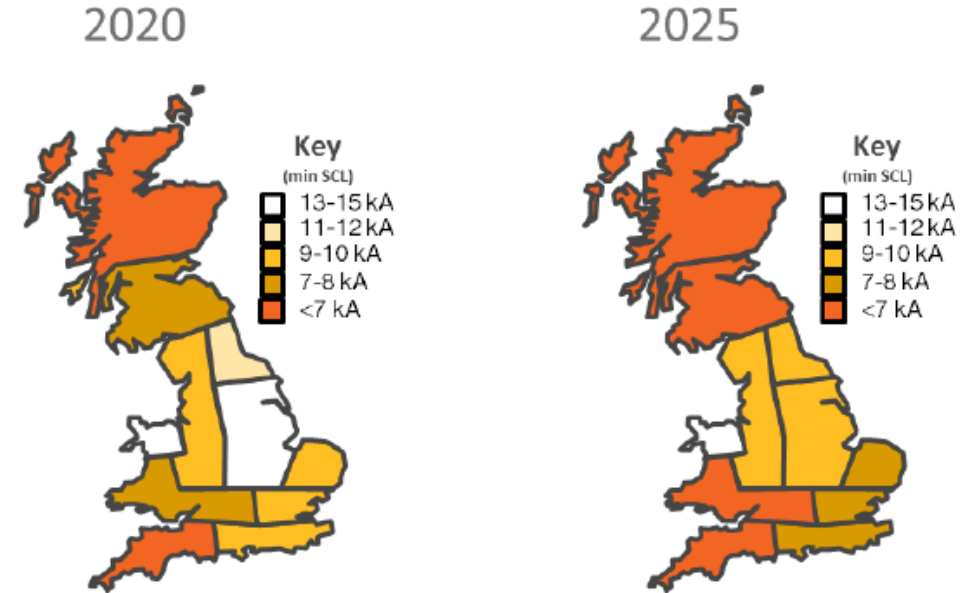 2020
2025
Key
(min SCL)
13-15 kA
11-12 kA
9-10 kA
7-8 kA
<7 kA
Key
(min SCL)
13-15 kA
11-12 kA
9-10 kA
7-8 kA
<7 kA